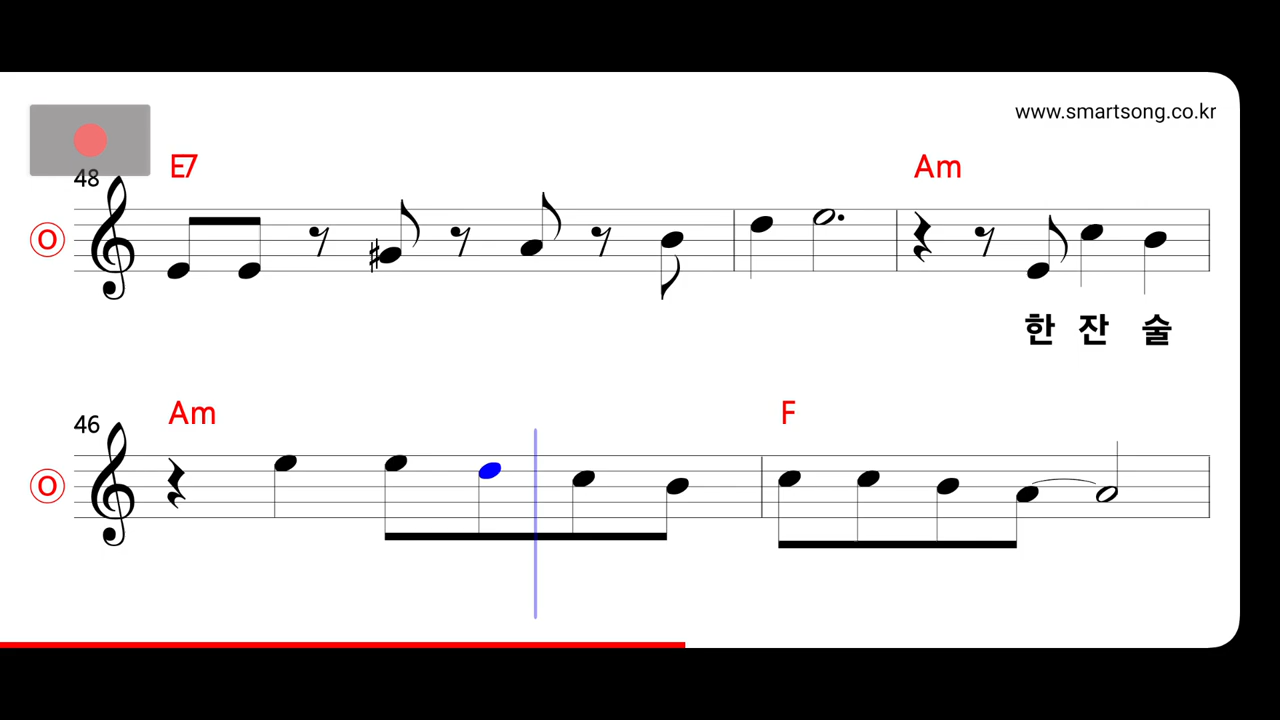 www.smartsong.co.kr
48
E7 Am
O
한 잔 술
46
Am F
O